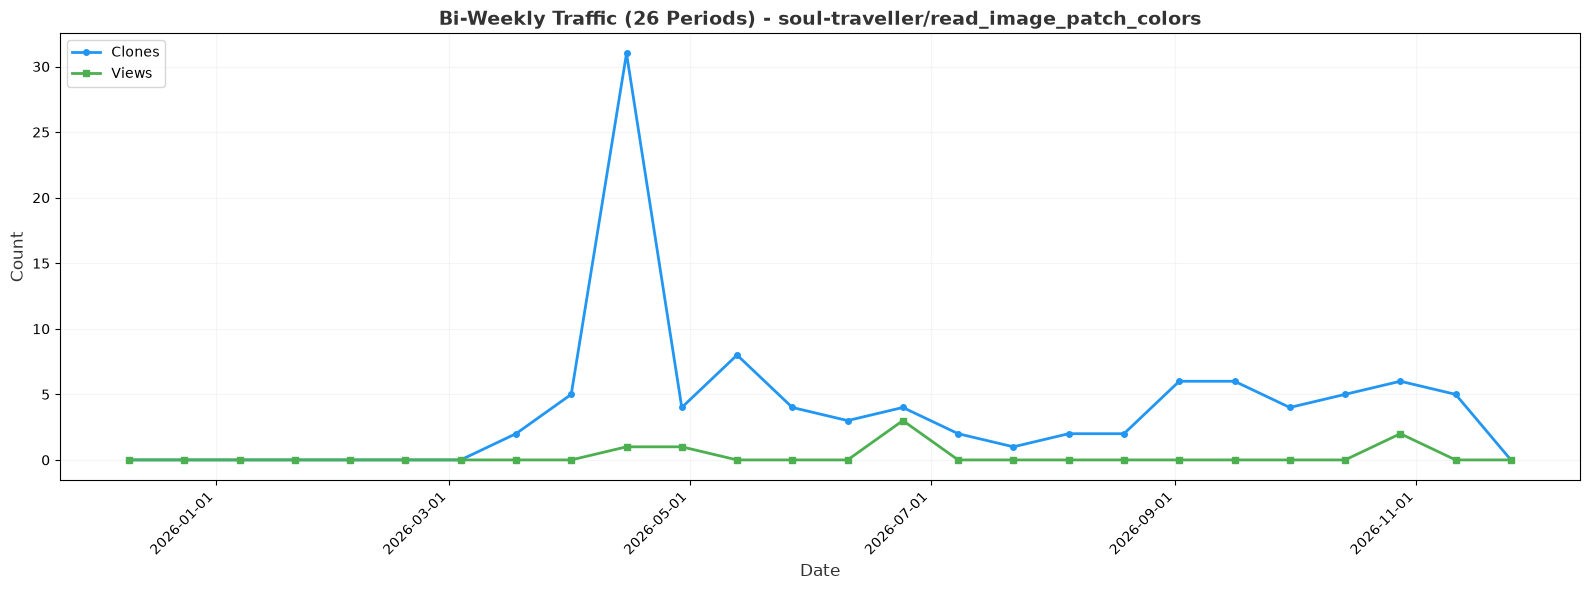 Bi-Weekly Traffic (26 Periods) - soul-traveller/read_image_patch_colors
Clones
Views
30
25
20
15
10
5
0
Count
2026-01-01
2026-03-01
2026-05-01
2026-07-01
2026-09-01
2026-11-01
Date